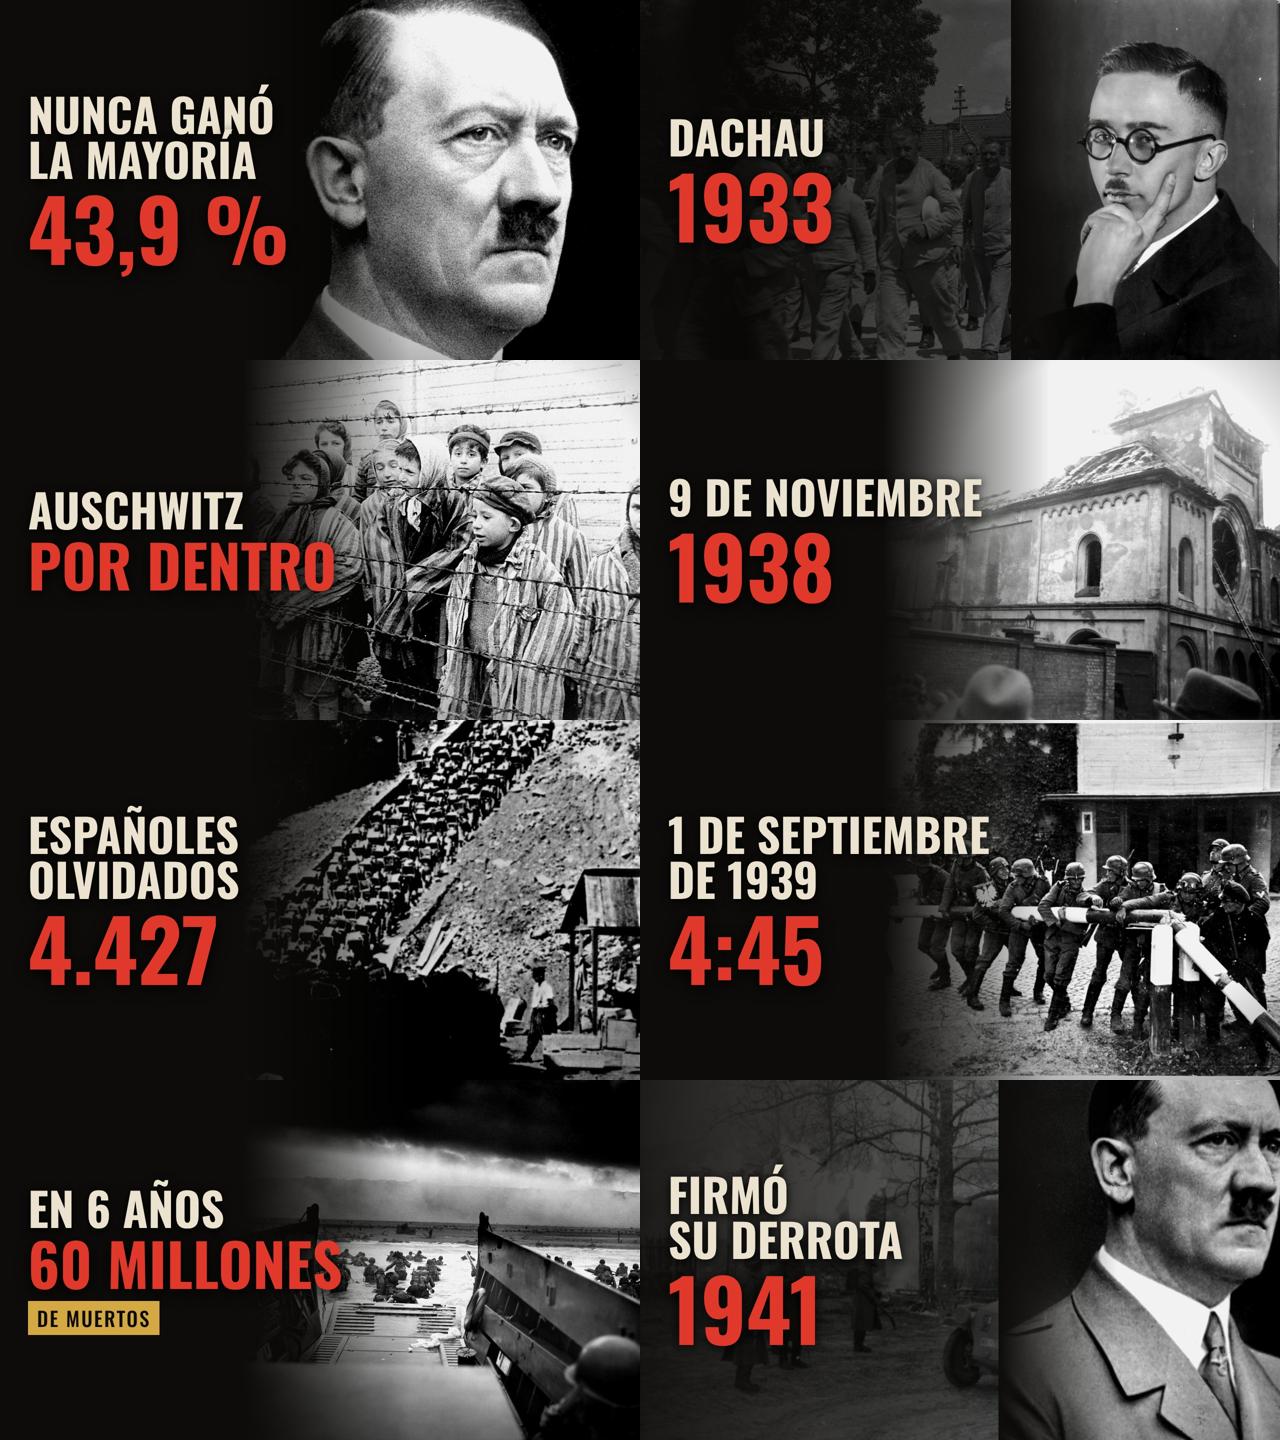 NUNCA GANÓ
LA MAYORÍA
43,9 %
DACHAU
1933
AUSCHWITZ
POR DENTRO
9 DE NOVIEMBRE
1938
ESPAÑOLES
OLVIDADOS
4.427
1 DE SEPTIEMBRE
DE 1939
4:45
EN 6 AÑOS
60 MILLONES
DE MUERTOS
FIRMÓ
SU DERROTA
1941